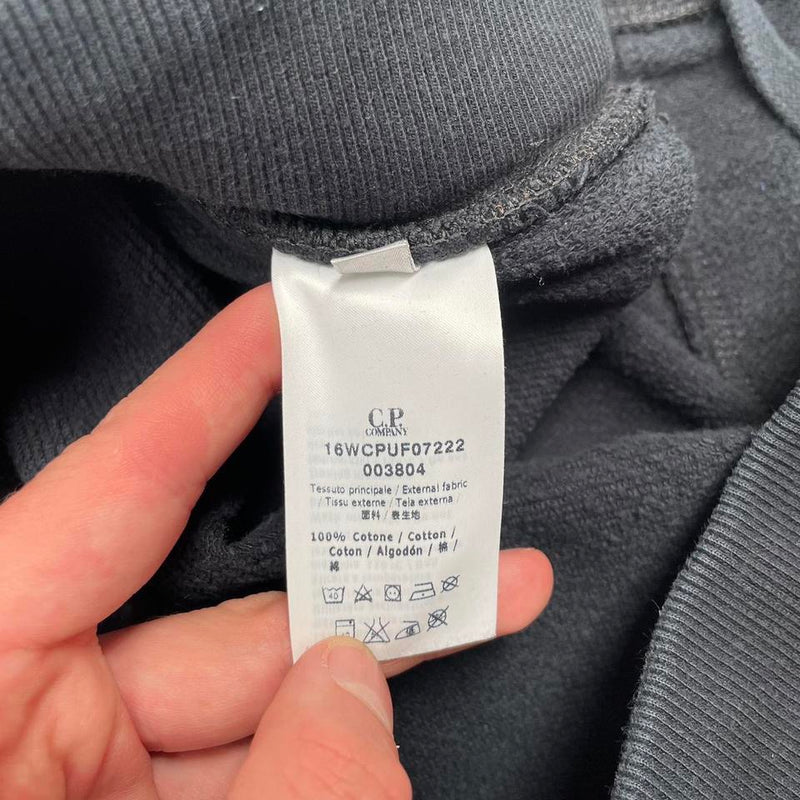 C.P.
COMPANY
16WCPUF07222
003804
Tessuto principale / External fabric
/ Tissu externe / Tela externa /
面料 / 表生地
100% Cotone / Cotton /
Coton / Algodón / 棉 /
綿
40